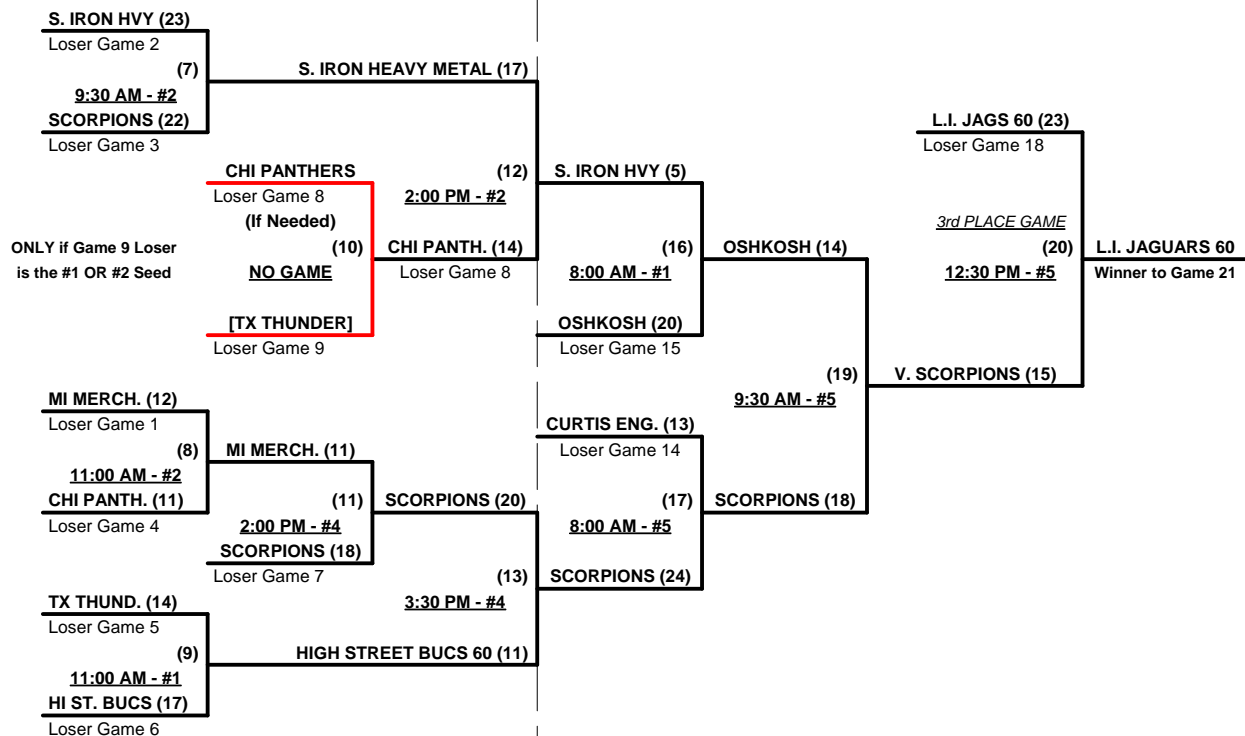 S. IRON HVY (23)
Loser Game 2
(7)
9:30 AM - #2
SCORPIONS (22)
Loser Game 3
S. IRON HEAVY METAL (17)
CHI PANTHERS
Loser Game 8
(If Needed)
ONLY if Game 9 Loser
is the #1 OR #2 Seed
(10)
NO GAME
[TX THUNDER]
Loser Game 9
CHI PANTH. (14)
Loser Game 8
(12)
2:00 PM - #2
S. IRON HVY (5)
(16)
8:00 AM - #1
OSHKOSH (20)
Loser Game 15
OSHKOSH (14)
MI MERCH. (12)
Loser Game 1
(8)
11:00 AM - #2
CHI PANTH. (11)
Loser Game 4
MI MERCH. (11)
(11)
2:00 PM - #4
SCORPIONS (18)
Loser Game 7
SCORPIONS (20)
TX THUND. (14)
Loser Game 5
(9)
11:00 AM - #1
HI ST. BUCS (17)
Loser Game 6
HIGH STREET BUCS 60 (11)
(13)
3:30 PM - #4
CURTIS ENG. (13)
Loser Game 14
(17)
8:00 AM - #5
SCORPIONS (24)
SCORPIONS (18)
(19)
9:30 AM - #5
L.I. JAGS 60 (23)
Loser Game 18
3rd PLACE GAME
(20)
12:30 PM - #5
V. SCORPIONS (15)
L.I. JAGUARS 60
Winner to Game 21